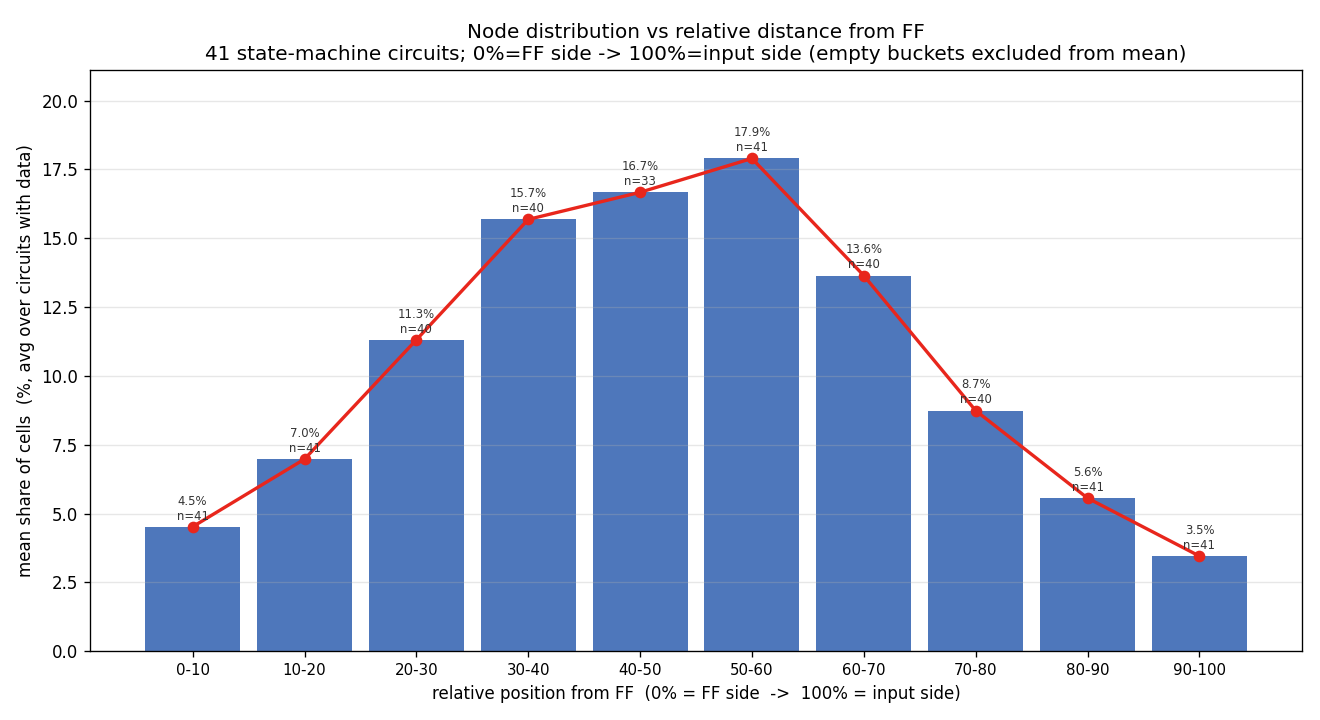 Node distribution vs relative distance from FF
41 state-machine circuits; 0%=FF side -> 100%=input side (empty buckets excluded from mean)
mean share of cells (%, avg over circuits with data)
20.0
17.5
15.0
12.5
10.0
7.5
5.0
2.5
0.0
4.5%
n=41
7.0%
n=41
11.3%
n=40
15.7%
n=40
16.7%
n=33
17.9%
n=41
13.6%
n=40
8.7%
n=40
5.6%
n=41
3.5%
n=41
0-10 10-20 20-30 30-40 40-50 50-60 60-70 70-80 80-90 90-100
relative position from FF (0% = FF side -> 100% = input side)